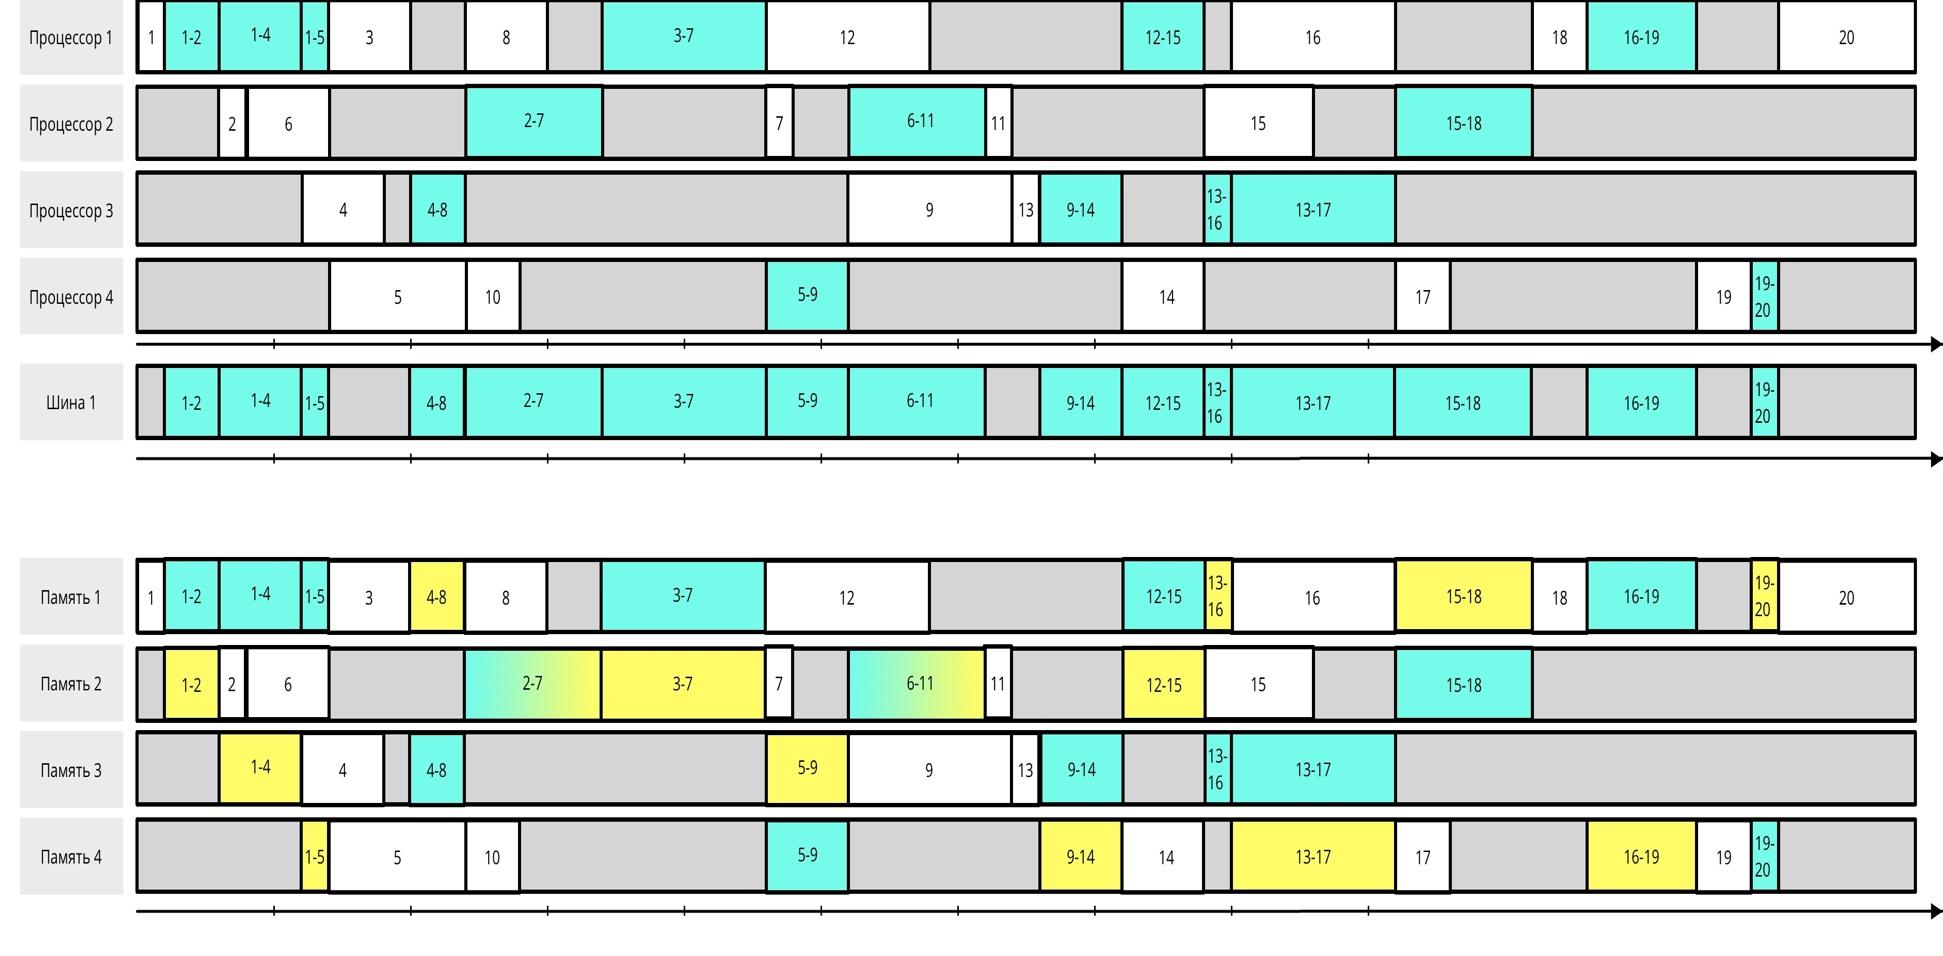 Процессор 1 1 1-2 1-4 1-5 3 8 3-7 12 12-15 16 18 16-19 20
Процессор 2 2 6 2-7 7 6-11 11 15 15-18
Процессор 3 4 4-8 9 13 9-14 13-
16 13-17
Процессор 4 5 10 5-9 14 17 19 19-
20
Шина 1 1-2 1-4 1-5 4-8 2-7 3-7 5-9 6-11 9-14 12-15 13-
16 13-17 15-18 16-19 19-
20
Память 1 1 1-2 1-4 1-5 3 4-8 8 3-7 12 12-15 13-
16 16 15-18 18 16-19 19-
20 20
Память 2 1-2 2 6 2-7 3-7 7 6-11 11 12-15 15 15-18
Память 3 1-4 4 4-8 5-9 9 13 9-14 13-
16 13-17
Память 4 1-5 5 10 5-9 9-14 14 13-17 17 16-19 19 19-
20